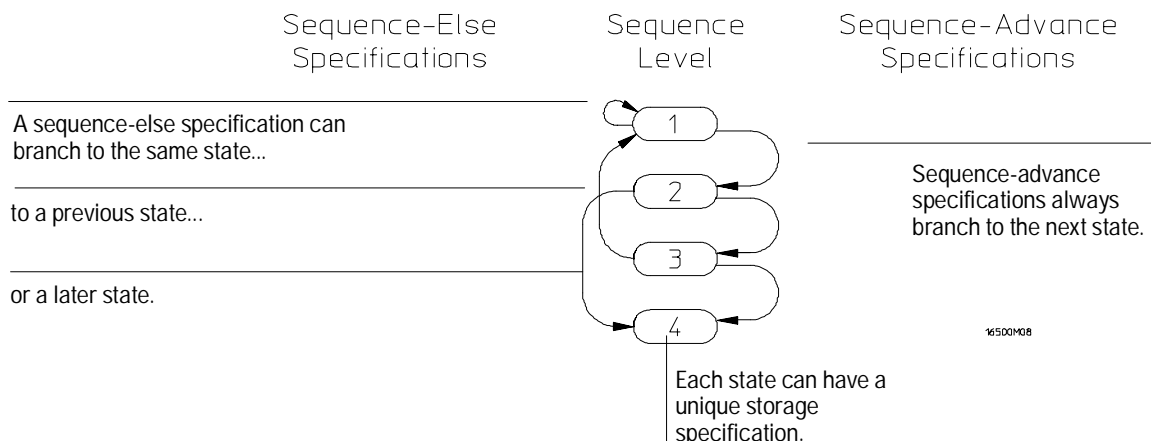 Sequence-Else
Specifications
Sequence
Level
Sequence-Advance
Specifications
A sequence-else specification can
branch to the same state...
to a previous state...
or a later state.
1
2
3
4
Sequence-advance
specifications always
branch to the next state.
16500M08
Each state can have a
unique storage
specification.